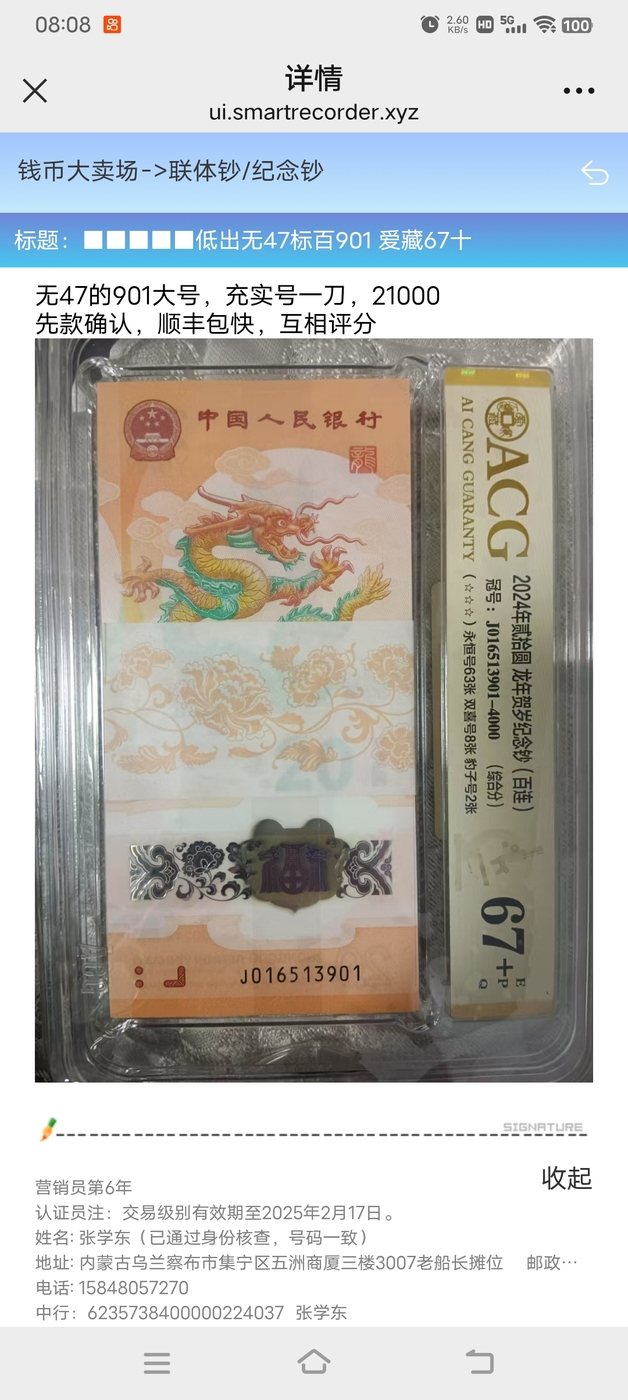 08:08
2.60 KB/s HD 5G 100
详情
ui.smartrecorder.xyz
钱币大卖场->联体钞/纪念钞
标题：■■■■■低出无47标百901 爱藏67十
无47的901大号，充实号一刀，21000
先款确认，顺丰包快，互相评分
中国人民银行
J016513901
ACG
AI CANG GUARANTY
2024年贰拾圆 龙年贺岁纪念钞（百连）
冠号：J016513901-4000 （综合分）
（☆☆☆）永恒号63张 双喜号8张 豹子号2张
67+
EPQ
SIGNATURE
收起
营销员第6年
认证员注：交易级别有效期至2025年2月17日。
姓名: 张学东（已通过身份核查，号码一致）
地址: 内蒙古乌兰察布市集宁区五洲商厦三楼3007老船长摊位 邮政…
电话: 15848057270
中行：6235738400000224037 张学东